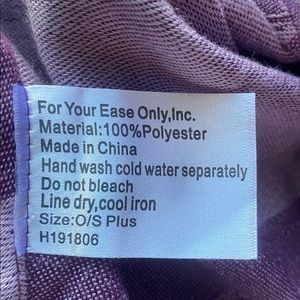 For Your Ease Only,Inc.
Material:100%Polyester
Made in China
Hand wash cold water separately
Do not bleach
Line dry,cool iron
Size:O/S Plus
H191806